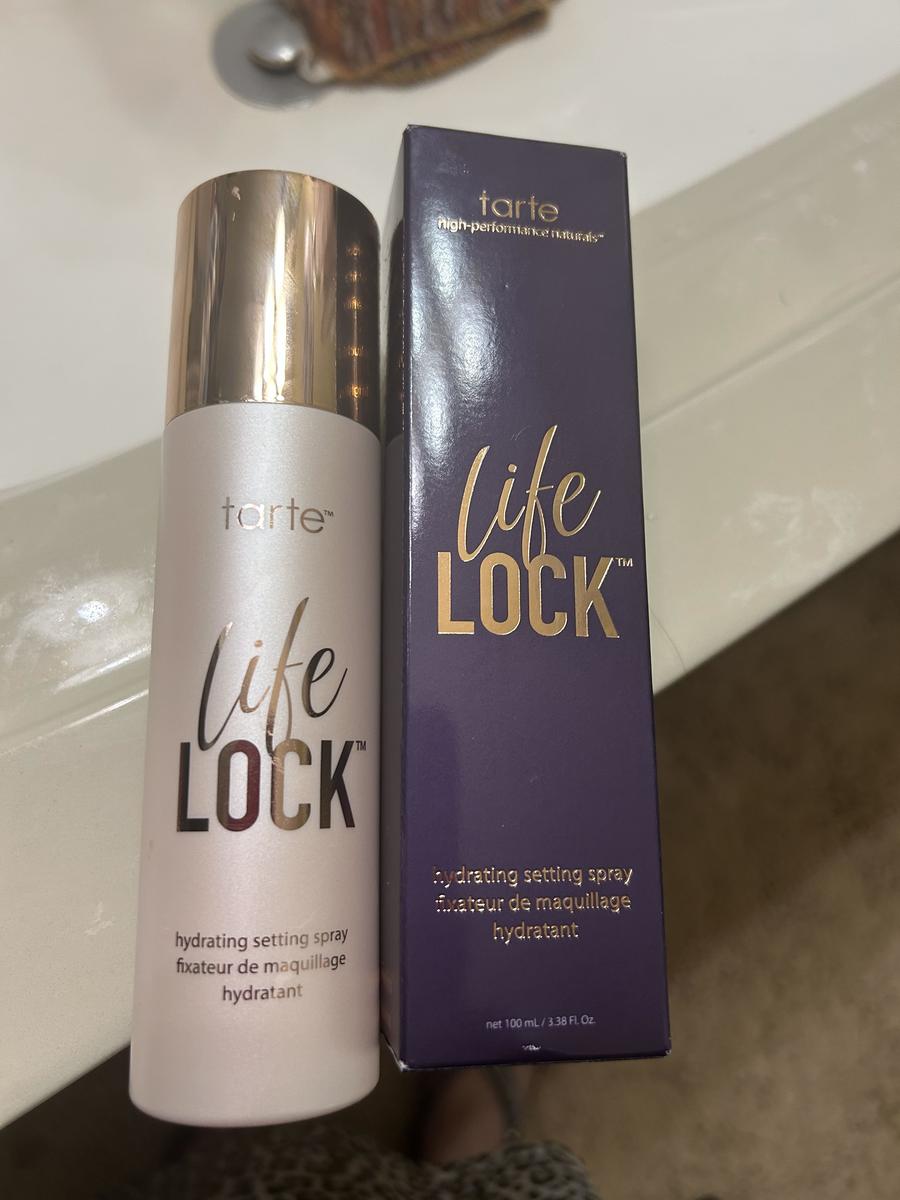 tarte™
life
LOCK™
hydrating setting spray
fixateur de maquillage
hydratant
tarte
high-performance naturals™
life
LOCK™
hydrating setting spray
fixateur de maquillage
hydratant
net 100 mL / 3.38 Fl. Oz.